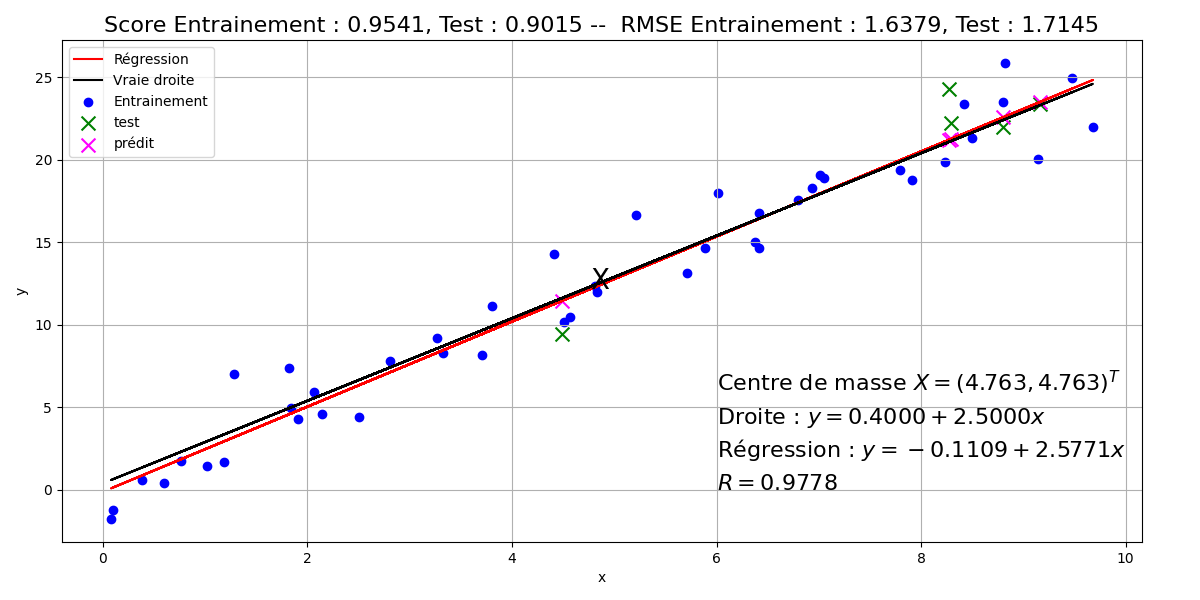 Score Entrainement : 0.9541, Test : 0.9015 -- RMSE Entrainement : 1.6379, Test : 1.7145
Régression
Vraie droite
Entrainement
test
prédit
25
20
15
10
5
0
y
X
Centre de masse X = (4.763, 4.763)^T
Droite : y = 0.4000 + 2.5000x
Régression : y = −0.1109 + 2.5771x
R = 0.9778
0 2 4 6 8 10
x